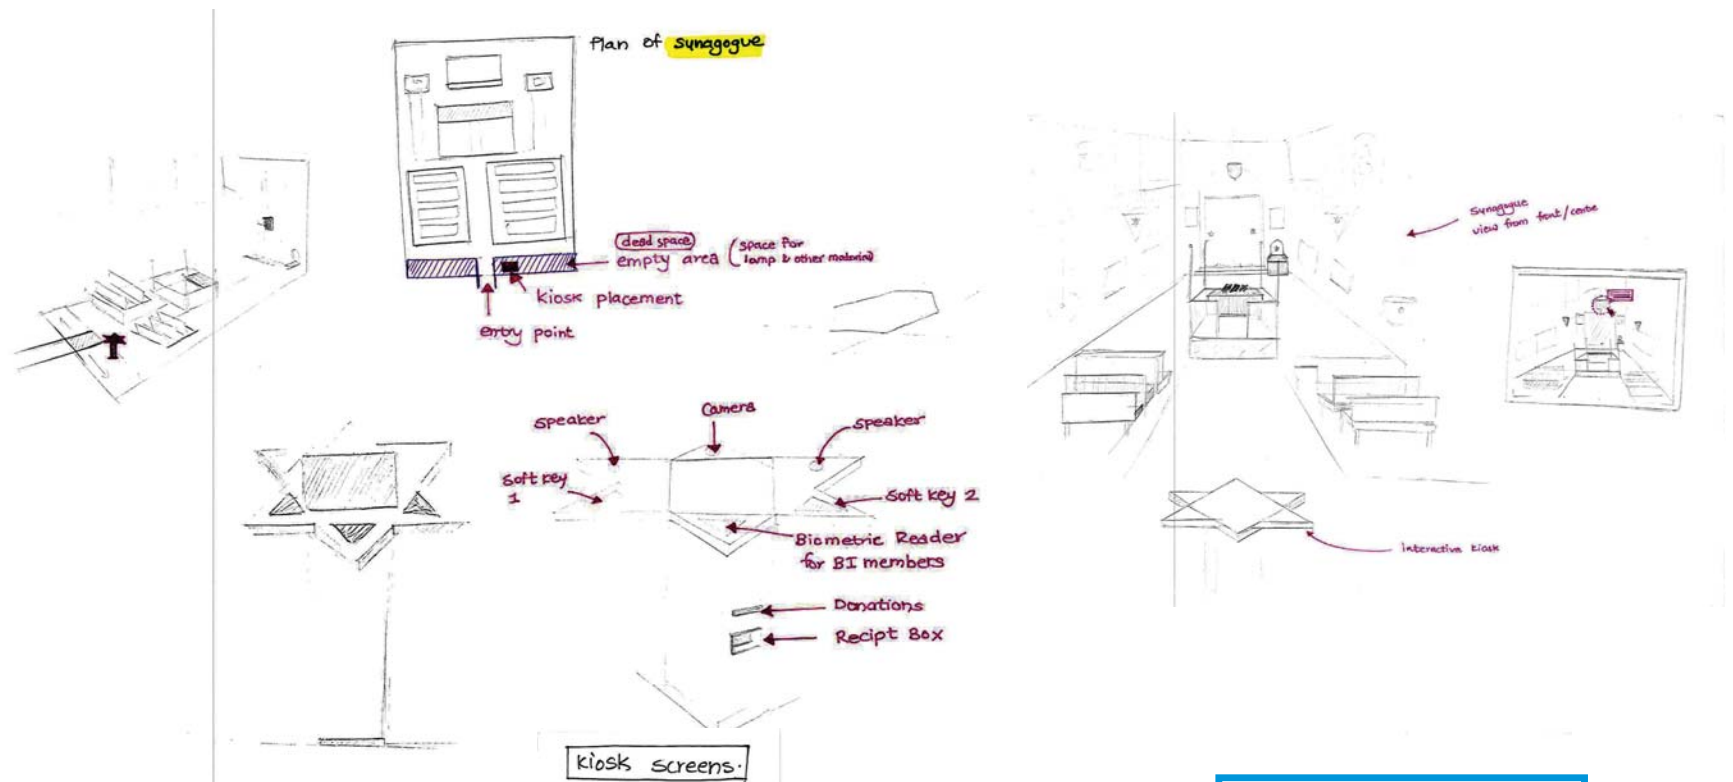 Plan of synagogue
dead space
empty area
(space for
lamp & other material)
kiosk placement
entry point
Synagogue
view from front/centre
Camera
speaker
speaker
Soft key
1
Soft key 2
Biometric Reader
for BI members
Donations
Recipt Box
interactive kiosk
kiosk screens.